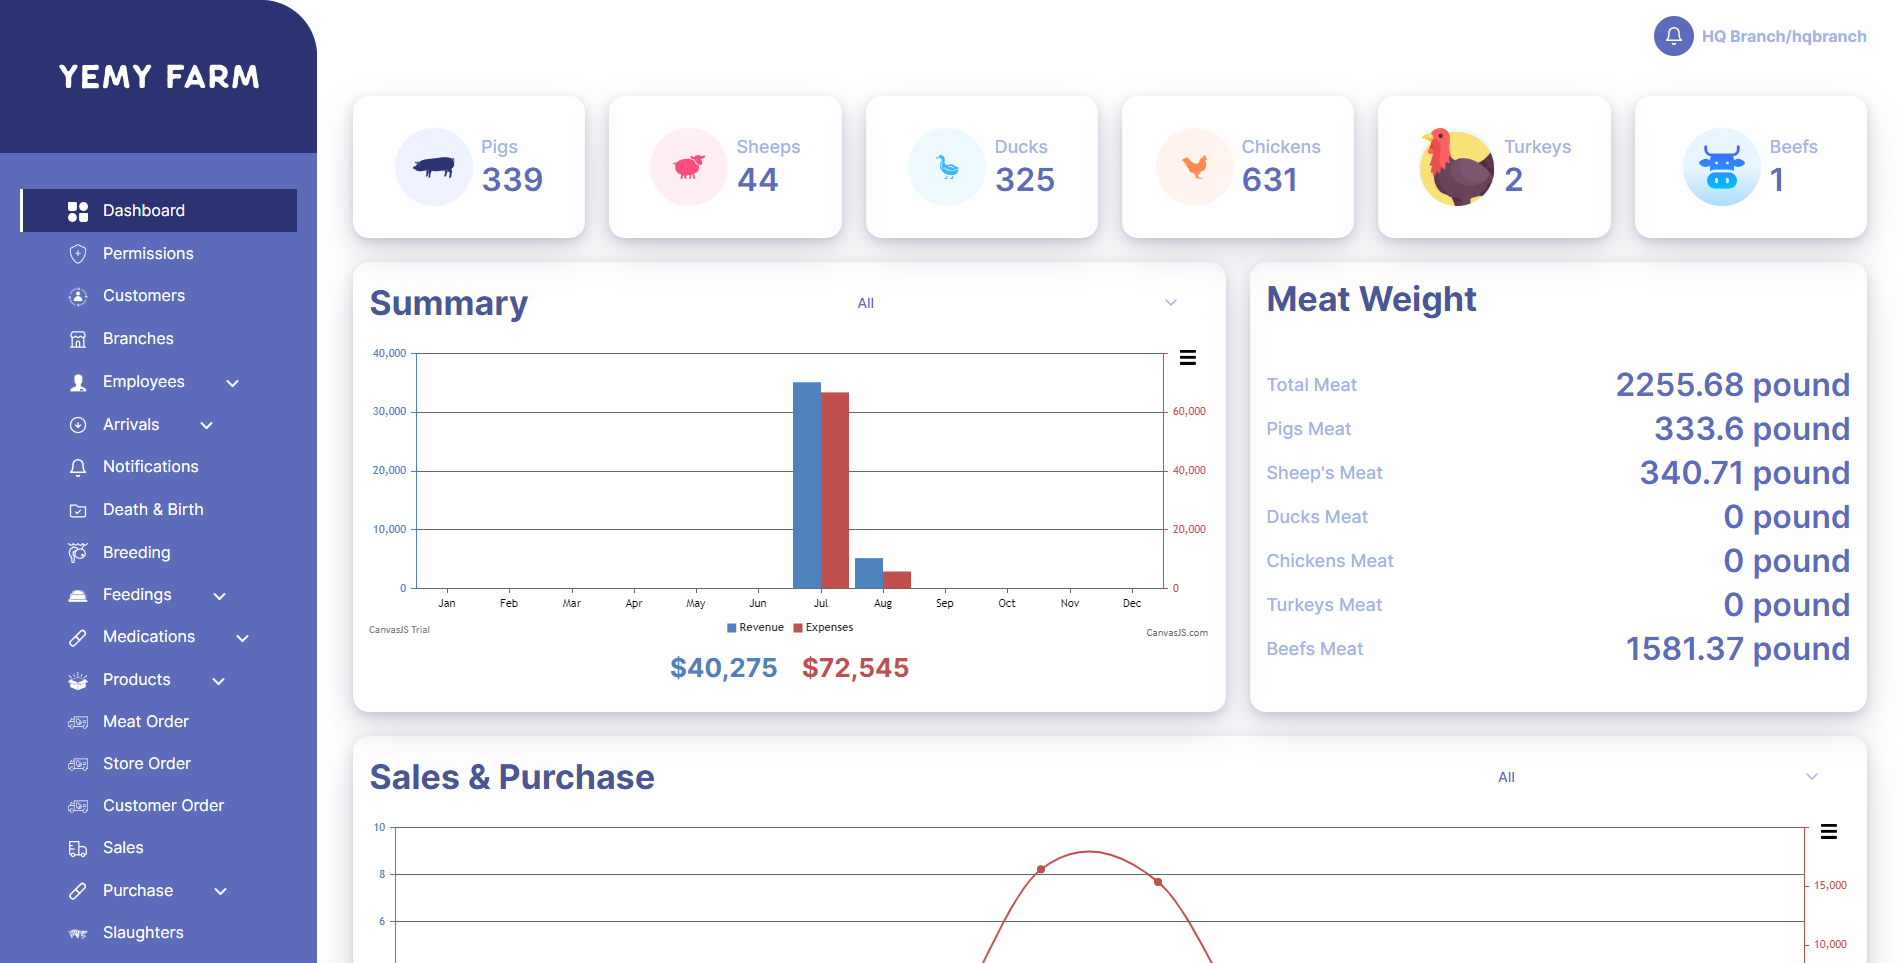 YEMY FARM
HQ Branch/hqbranch
Dashboard
Permissions
Customers
Branches
Employees
Arrivals
Notifications
Death & Birth
Breeding
Feedings
Medications
Products
Meat Order
Store Order
Customer Order
Sales
Purchase
Slaughters
Pigs
339
Sheeps
44
Ducks
325
Chickens
631
Turkeys
2
Beefs
1
Summary
All
40,000
30,000
20,000
10,000
0
60,000
40,000
20,000
0
Jan Feb Mar Apr May Jun Jul Aug Sep Oct Nov Dec
Revenue Expenses
CanvasJS Trial
CanvasJS.com
$40,275 $72,545
Meat Weight
Total Meat 2255.68 pound
Pigs Meat 333.6 pound
Sheep's Meat 340.71 pound
Ducks Meat 0 pound
Chickens Meat 0 pound
Turkeys Meat 0 pound
Beefs Meat 1581.37 pound
Sales & Purchase
All
10
8
6
15,000
10,000